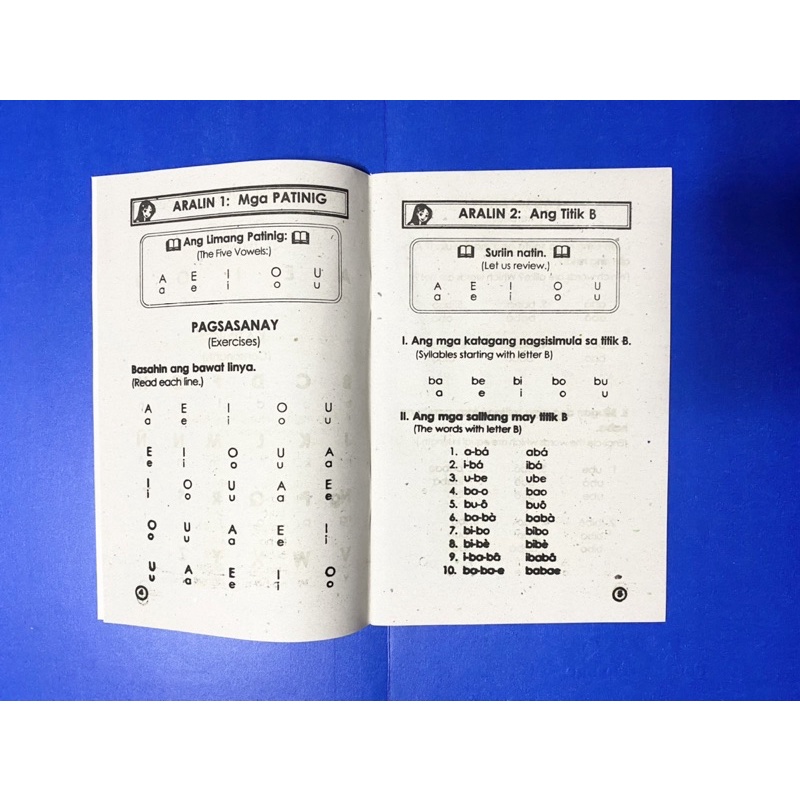 ARALIN 1: Mga PATINIG
Ang Limang Patinig:
(The Five Vowels:)
A E I O U
a e i o u
PAGSASANAY
(Exercises)
Basahin ang bawat linya.
(Read each line.)
A E I O U
a e i o u
E I O U A
e i o u a
I O U A E
i o u a e
O U A E I
o u a e i
U A E I O
u a e i o
4
ARALIN 2: Ang Titik B
Suriin natin.
(Let us review.)
A E I O U
a e i o u
I. Ang mga katagang nagsisimula sa titik B.
(Syllables starting with letter B)
ba be bi bo bu
a e i o u
II. Ang mga salitang may titik B
(The words with letter B)
1. a-bá abá
2. i-bá ibá
3. u-be ube
4. ba-o bao
5. bu-ô buô
6. ba-bà babà
7. bi-bo bibo
8. bi-bè bibè
9. i-ba-bâ ibabâ
10. ba-ba-e babae